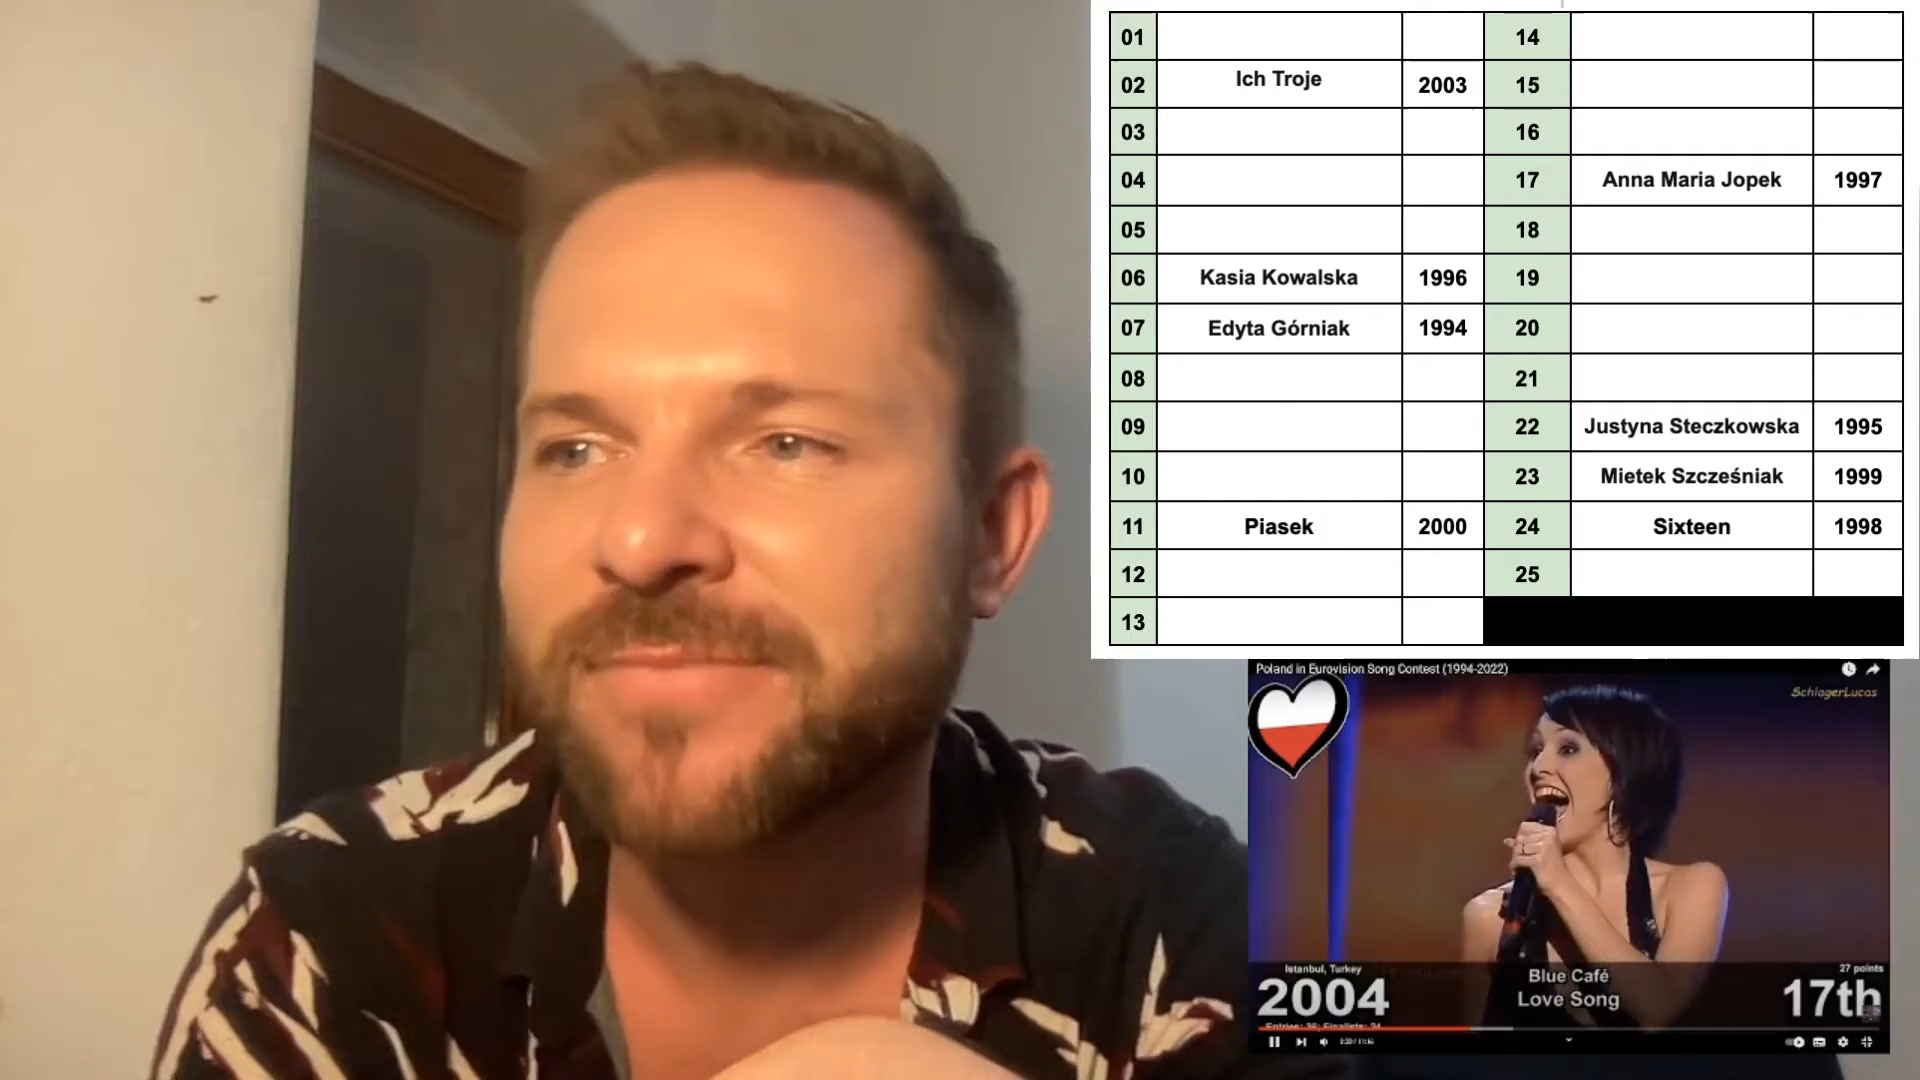 01
02 Ich Troje 2003
03
04
05
06 Kasia Kowalska 1996
07 Edyta Górniak 1994
08
09
10
11 Piasek 2000
12
13
14
15
16
17 Anna Maria Jopek 1997
18
19
20
21
22 Justyna Steczkowska 1995
23 Mietek Szcześniak 1999
24 Sixteen 1998
25
Poland in Eurovision Song Contest (1994-2022)
SchlagerLucas
Istanbul, Turkey
2004
Blue Café
Love Song
27 points
17th